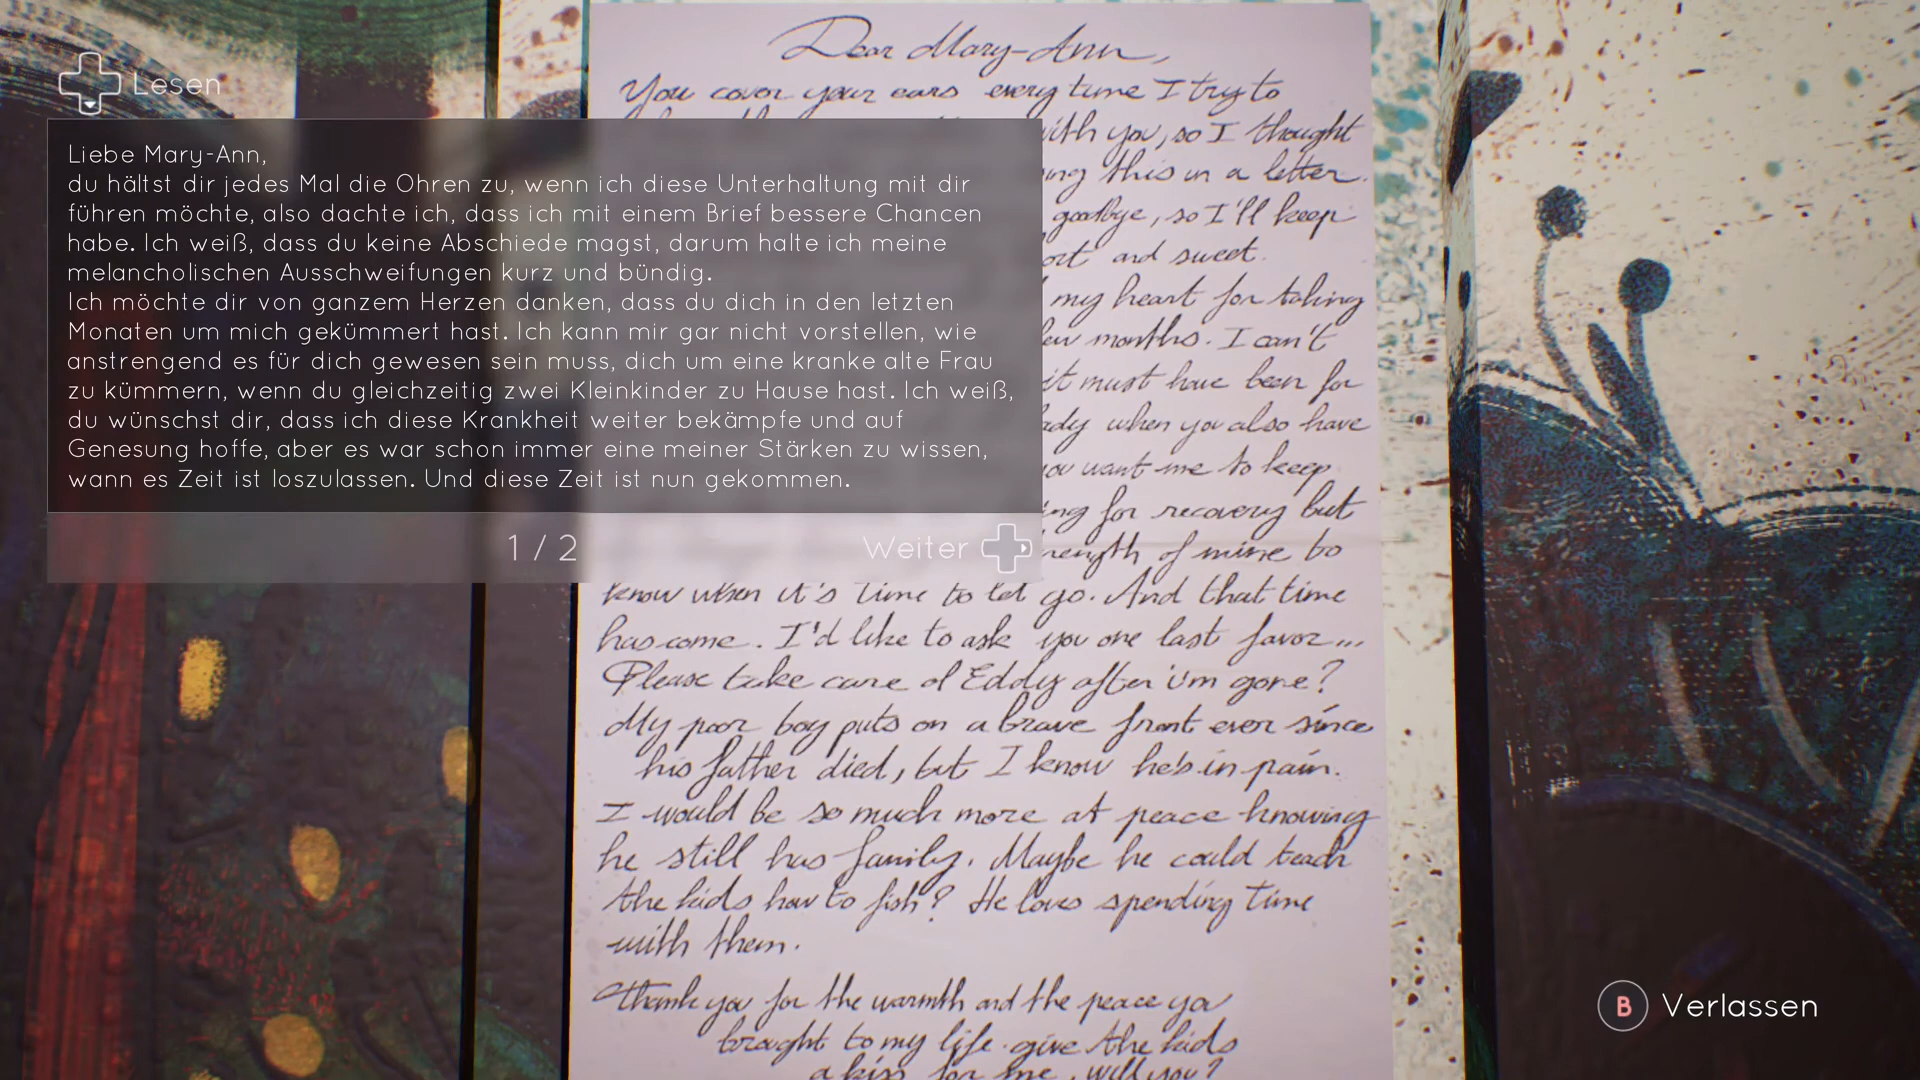 Lesen
Liebe Mary-Ann,
du hältst dir jedes Mal die Ohren zu, wenn ich diese Unterhaltung mit dir
führen möchte, also dachte ich, dass ich mit einem Brief bessere Chancen
habe. Ich weiß, dass du keine Abschiede magst, darum halte ich meine
melancholischen Ausschweifungen kurz und bündig.
Ich möchte dir von ganzem Herzen danken, dass du dich in den letzten
Monaten um mich gekümmert hast. Ich kann mir gar nicht vorstellen, wie
anstrengend es für dich gewesen sein muss, dich um eine kranke alte Frau
zu kümmern, wenn du gleichzeitig zwei Kleinkinder zu Hause hast. Ich weiß,
du wünschst dir, dass ich diese Krankheit weiter bekämpfe und auf
Genesung hoffe, aber es war schon immer eine meiner Stärken zu wissen,
wann es Zeit ist loszulassen. Und diese Zeit ist nun gekommen.
1 / 2
Weiter
Dear Mary-Ann,
You cover your ears every time I try to
with you, so I thought
this in a letter.
goodbye, so I'll keep
and sweet.
my heart for taking
months. I can't
it must have been for
when you also have
you want me to keep
for recovery but
of mine to
know when it's time to let go. And that time
has come. I'd like to ask you one last favor...
Please take care of Eddy after i'm gone?
My poor boy puts on a brave front ever since
his father died, but I know he's in pain.
I would be so much more at peace knowing
he still has family. Maybe he could teach
the kids how to fish? He loves spending time
with them.
Thank you for the warmth and the peace you
brought to my life. give the kids
a kiss for me, will you?
B Verlassen